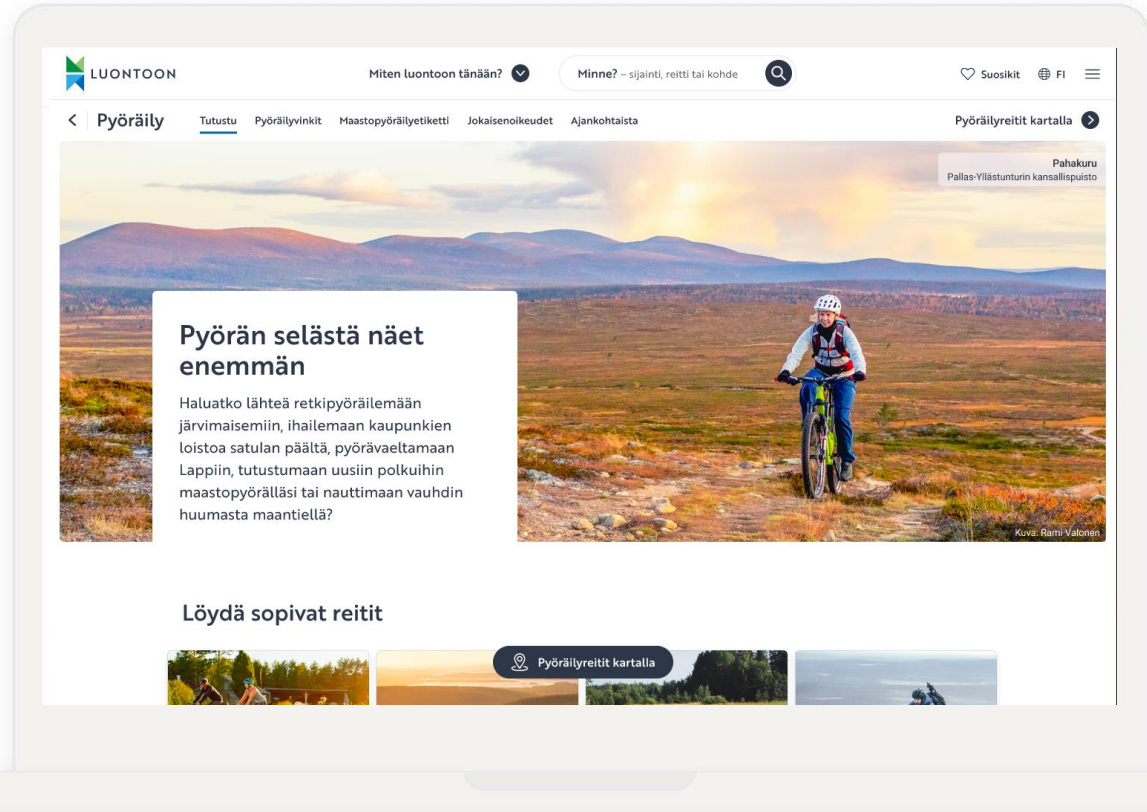 LUONTOON
Miten luontoon tänään?
Minne? – sijainti, reitti tai kohde
Suosikit
FI
Pyöräily
Tutustu
Pyöräilyvinkit
Maastopyöräilyetiketti
Jokaisenoikeudet
Ajankohtaista
Pyöräilyreitit kartalla
Pahakuru
Pallas-Yllästunturin kansallispuisto
Pyörän selästä näet
enemmän
Haluatko lähteä retkipyöräilemään
järvimaisemiin, ihailemaan kaupunkien
loistoa satulan päältä, pyörävaeltamaan
Lappiin, tutustumaan uusiin polkuihin
maastopyörälläsi tai nauttimaan vauhdin
huumasta maantiellä?
Kuva: Rami Valonen
Löydä sopivat reitit
Pyöräilyreitit kartalla